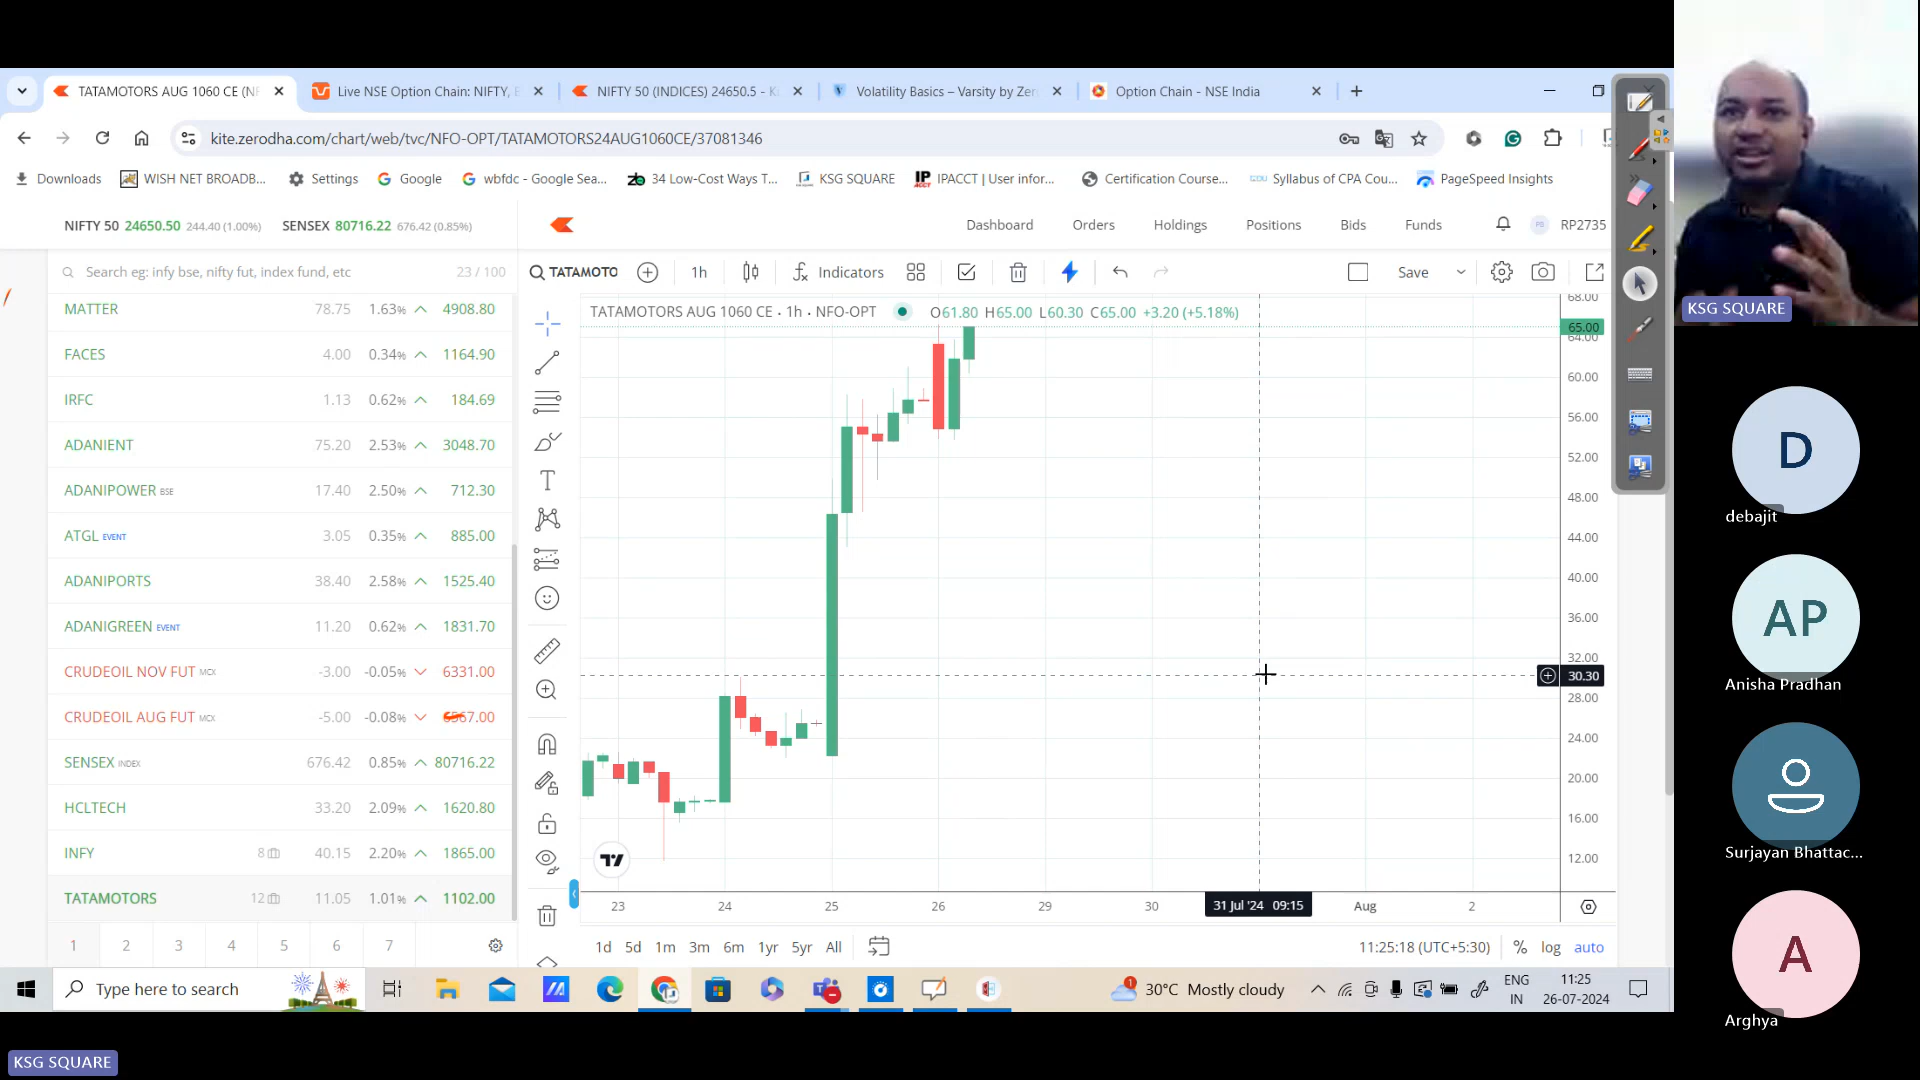 TATAMOTORS AUG 1060 CE (NF
Live NSE Option Chain: NIFTY, B
NIFTY 50 (INDICES) 24650.5 - K
Volatility Basics – Varsity by Zer
Option Chain - NSE India
kite.zerodha.com/chart/web/tvc/NFO-OPT/TATAMOTORS24AUG1060CE/37081346
Downloads
WISH NET BROADB...
Settings
Google
wbfdc - Google Sea...
34 Low-Cost Ways T...
KSG SQUARE
IPACCT | User infor...
Certification Course...
Syllabus of CPA Cou...
PageSpeed Insights
NIFTY 50 24650.50 244.40 (1.00%) SENSEX 80716.22 676.42 (0.85%)
Dashboard Orders Holdings Positions Bids Funds RP2735
Search eg: infy bse, nifty fut, index fund, etc 23 / 100
MATTER 78.75 1.63% 4908.80
FACES 4.00 0.34% 1164.90
IRFC 1.13 0.62% 184.69
ADANIENT 75.20 2.53% 3048.70
ADANIPOWER BSE 17.40 2.50% 712.30
ATGL EVENT 3.05 0.35% 885.00
ADANIPORTS 38.40 2.58% 1525.40
ADANIGREEN EVENT 11.20 0.62% 1831.70
CRUDEOIL NOV FUT MCX -3.00 -0.05% 6331.00
CRUDEOIL AUG FUT MCX -5.00 -0.08%
SENSEX INDEX 676.42 0.85% 80716.22
HCLTECH 33.20 2.09% 1620.80
INFY 8 40.15 2.20% 1865.00
TATAMOTORS 12 11.05 1.01% 1102.00
1 2 3 4 5 6 7
TATAMOTO 1h Indicators Save
TATAMOTORS AUG 1060 CE · 1h · NFO-OPT O61.80 H65.00 L60.30 C65.00 +3.20 (+5.18%)
68.00
65.00
64.00
60.00
56.00
52.00
48.00
44.00
40.00
36.00
32.00
30.30
28.00
24.00
20.00
16.00
12.00
23 24 25 26 29 30 31 Jul '24 09:15 Aug 2
1d 5d 1m 3m 6m 1yr 5yr All 11:25:18 (UTC+5:30) % log auto
Type here to search
30°C Mostly cloudy
ENG
IN
11:25
26-07-2024
KSG SQUARE
D
debajit
AP
Anisha Pradhan
Surjayan Bhattac...
A
Arghya
KSG SQUARE